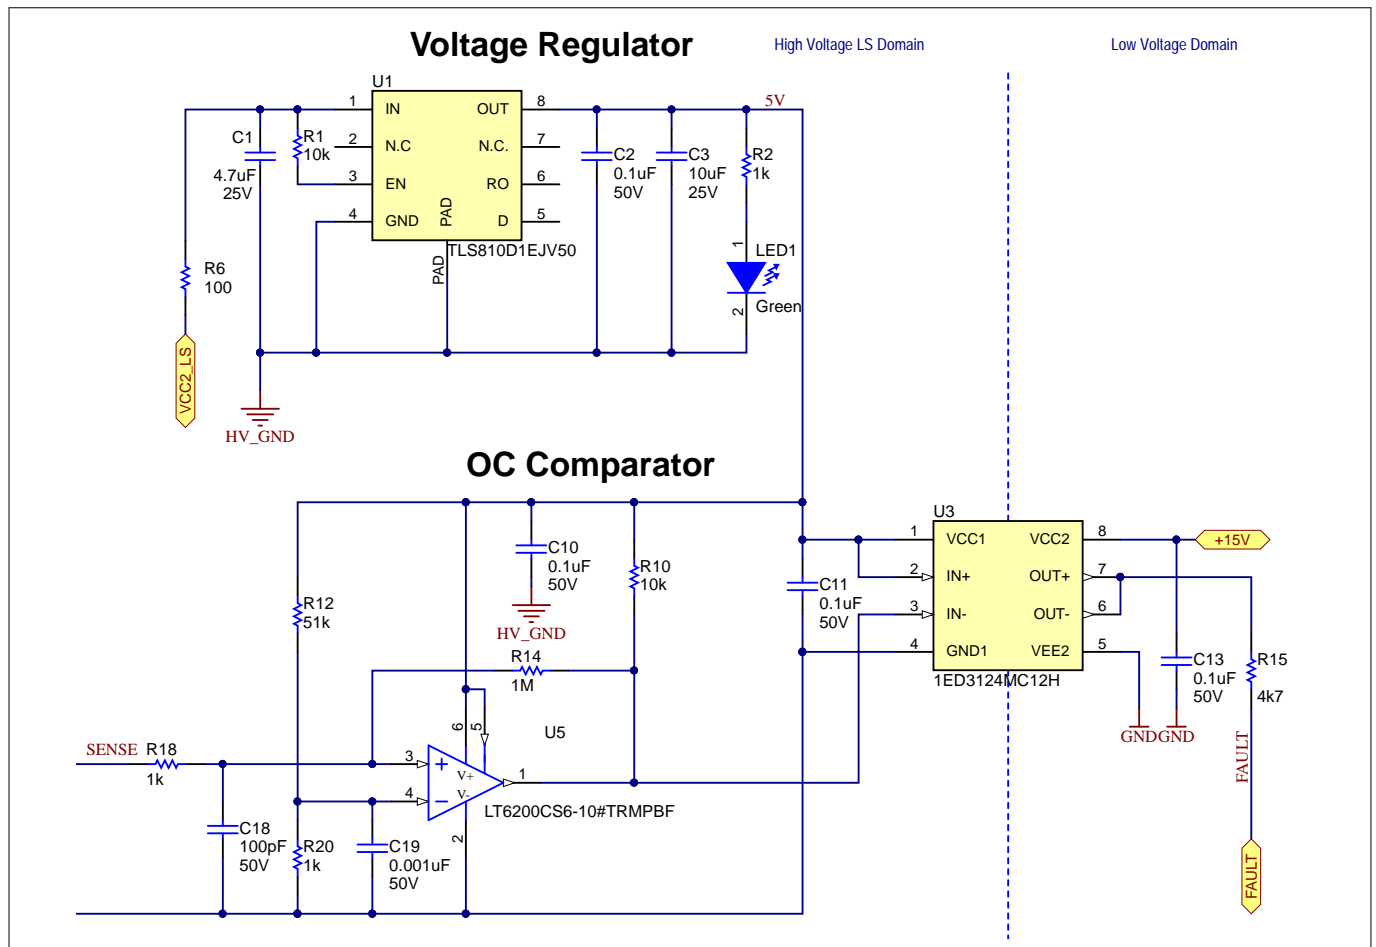 Voltage Regulator
High Voltage LS Domain
Low Voltage Domain
U1
1
IN
OUT
8
5V
2
N.C
N.C.
7
3
EN
RO
6
4
GND
PAD
D
5
PAD
TLS810D1EJV50
C1
4.7uF
25V
R1
10k
C2
0.1uF
50V
C3
10uF
25V
R2
1k
1
LED1
Green
2
R6
100
VCC2_LS
HV_GND
OC Comparator
C10
0.1uF
50V
HV_GND
R10
10k
R12
51k
R14
1M
C11
0.1uF
50V
U3
1
VCC1
VCC2
8
+15V
2
IN+
OUT+
7
3
IN-
OUT-
6
4
GND1
VEE2
5
1ED3124MC12H
C13
0.1uF
50V
R15
4k7
GND
GND
FAULT
FAULT
SENSE
R18
1k
6
5
U5
3
+
V+
1
4
−
V-
LT6200CS6-10#TRMPBF
2
C18
100pF
50V
R20
1k
C19
0.001uF
50V